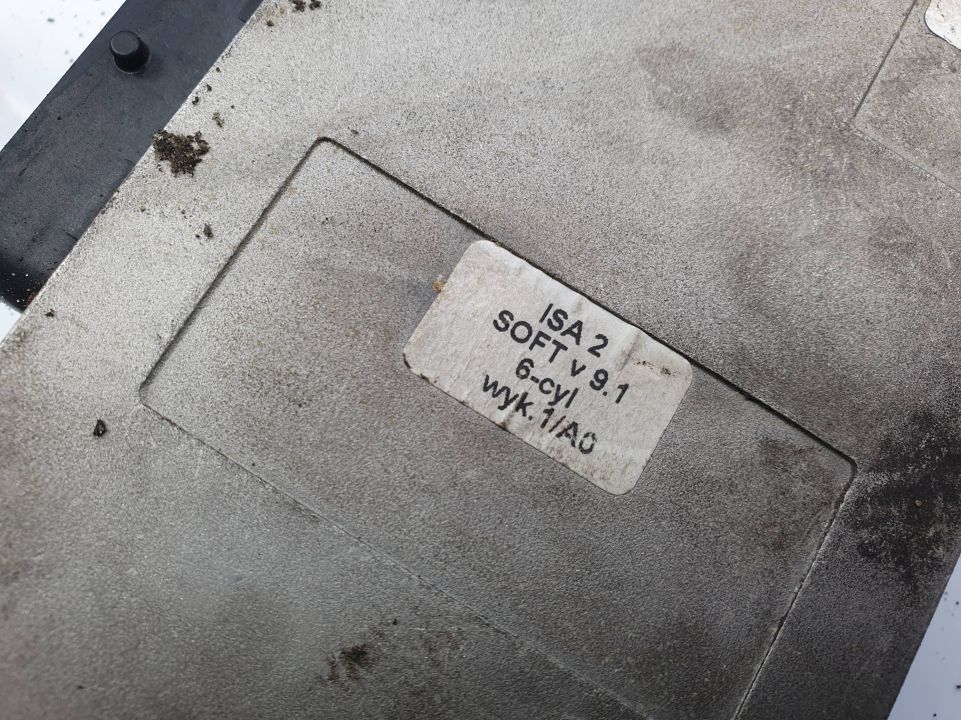 ISA 2
SOFT v 9.1
6-cyl
wyk.1/A0